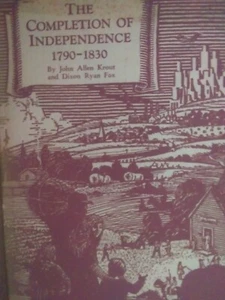 THE
COMPLETION OF
INDEPENDENCE
1790-1830
By John Allen Krout
and Dixon Ryan Fox